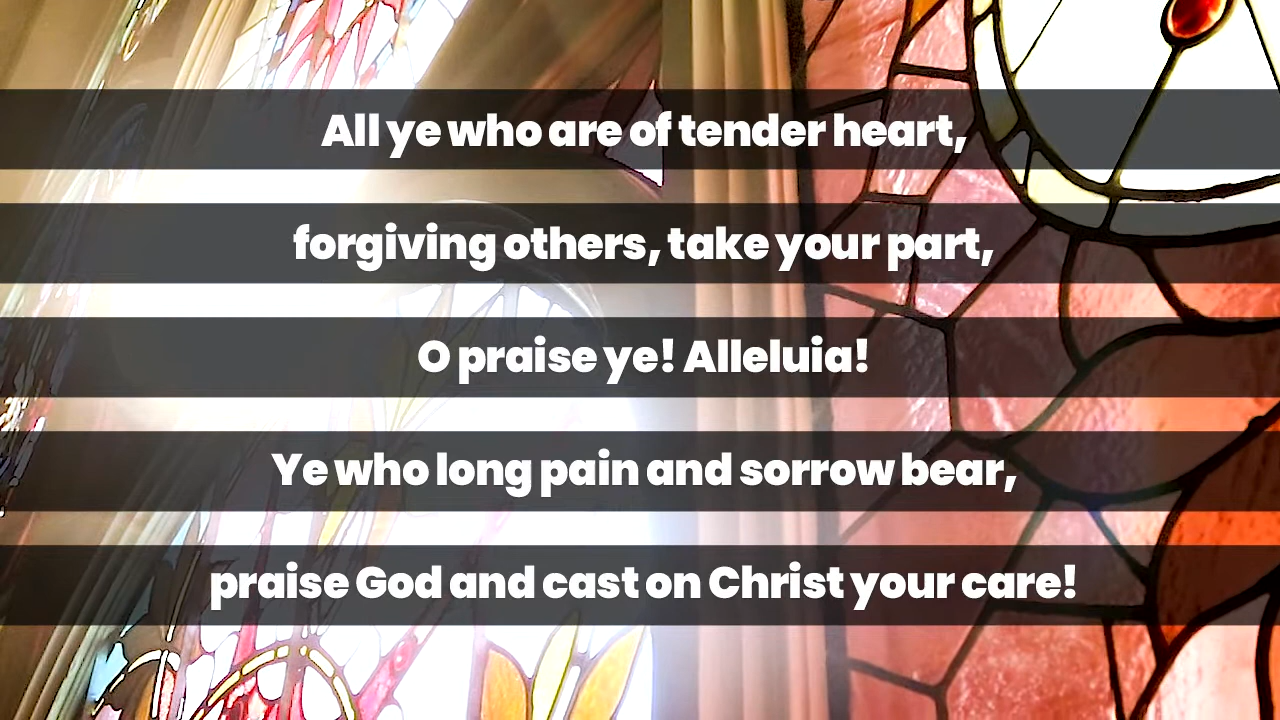 All ye who are of tender heart,
forgiving others, take your part,
O praise ye! Alleluia!
Ye who long pain and sorrow bear,
praise God and cast on Christ your care!